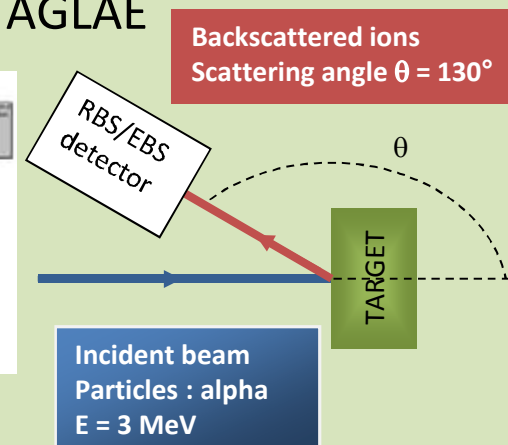 AGLAE
Backscattered ions
Scattering angle θ = 130°
RBS/EBS
detector
θ
TARGET
Incident beam
Particles : alpha
E = 3 MeV